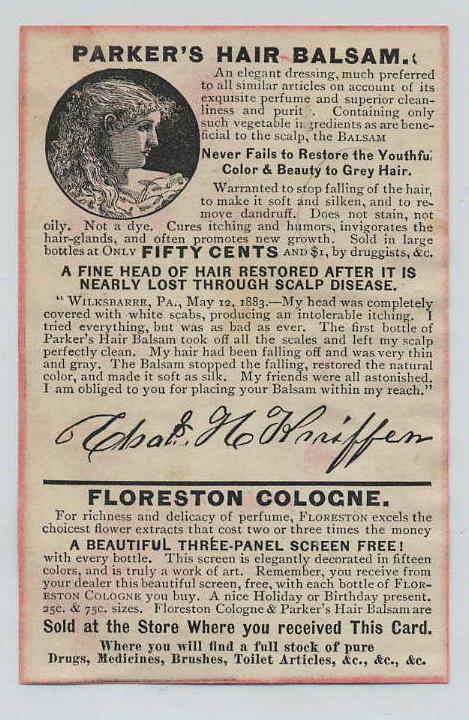 PARKER'S HAIR BALSAM.
An elegant dressing, much preferred
to all similar articles on account of its
exquisite perfume and superior clean-
liness and purit . Containing only
such vegetable i gredients as are bene-
ficial to the scalp, the BALSAM
Never Fails to Restore the Youthful
Color & Beauty to Grey Hair.
Warranted to stop falling of the hair,
to make it soft and silken, and to re-
move dandruff. Does not stain, not
oily. Not a dye. Cures itching and humors, invigorates the
hair-glands, and often promotes new growth. Sold in large
bottles at ONLY FIFTY CENTS AND $1, by druggists, &c.
A FINE HEAD OF HAIR RESTORED AFTER IT IS
NEARLY LOST THROUGH SCALP DISEASE.
"WILKSBARRE, PA., May 12, 1883.—My head was completely
covered with white scabs, producing an intolerable itching. I
tried everything, but was as bad as ever. The first bottle of
Parker's Hair Balsam took off all the scales and left my scalp
perfectly clean. My hair had been falling off and was very thin
and gray. The Balsam stopped the falling, restored the natural
color, and made it soft as silk. My friends were all astonished.
I am obliged to you for placing your Balsam within my reach."
Chas. H Kniffen
FLORESTON COLOGNE.
For richness and delicacy of perfume, FLORESTON excels the
choicest flower extracts that cost two or three times the money
A BEAUTIFUL THREE-PANEL SCREEN FREE!
with every bottle. This screen is elegantly decorated in fifteen
colors, and is truly a work of art. Remember, you receive from
your dealer this beautiful screen, free, with each bottle of FLOR-
ESTON COLOGNE you buy. A nice Holiday or Birthday present.
25c. & 75c. sizes. Floreston Cologne & Parker's Hair Balsam are
Sold at the Store Where you received This Card.
Where you will find a full stock of pure
Drugs, Medicines, Brushes, Toilet Articles, &c., &c., &c.